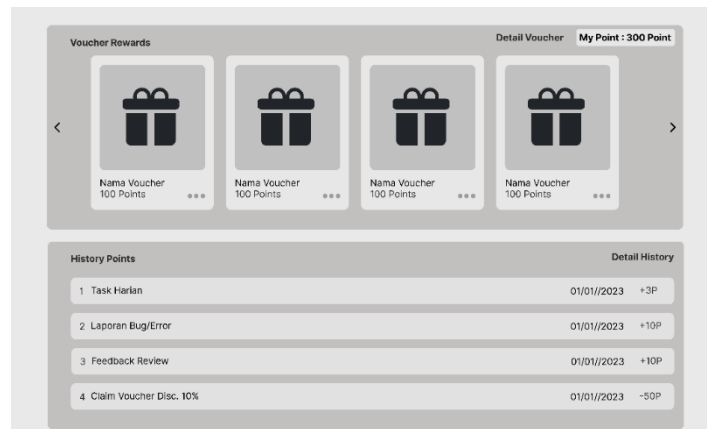 Voucher Rewards
Detail Voucher
My Point : 300 Point
Nama Voucher
100 Points
Nama Voucher
100 Points
Nama Voucher
100 Points
Nama Voucher
100 Points
History Points
Detail History
1 Task Harian 01/01//2023 +3P
2 Laporan Bug/Error 01/01//2023 +10P
3 Feedback Review 01/01//2023 +10P
4 Claim Voucher Disc. 10% 01/01//2023 -50P